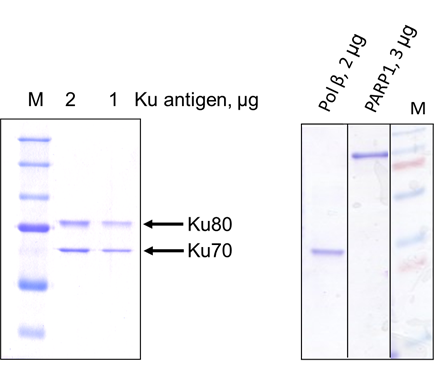 M 2 1 Ku antigen, µg
Ku80
Ku70
Pol β, 2 µg
PARP1, 3 µg
M